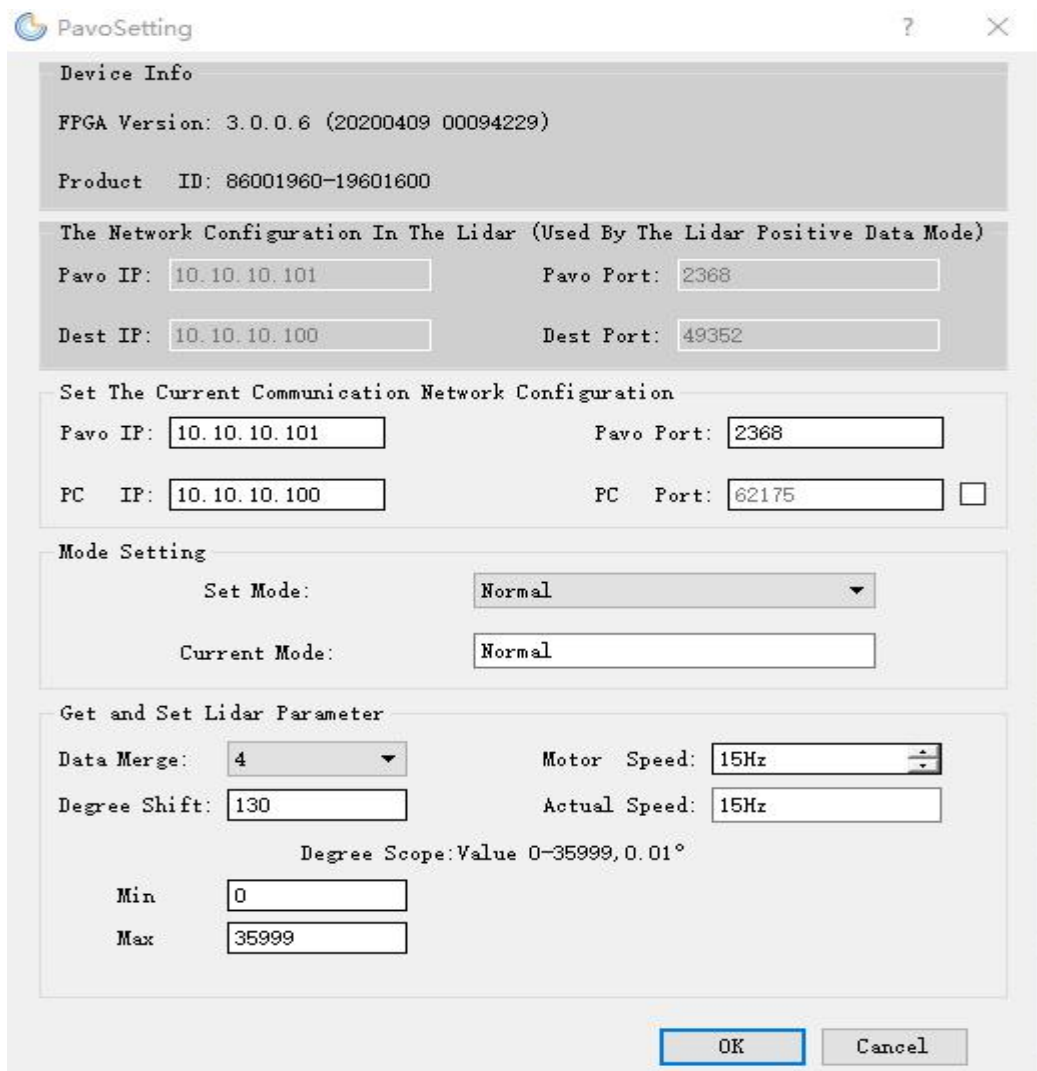 PavoSetting ?
Device Info
FPGA Version: 3.0.0.6 (20200409 00094229)
Product ID: 86001960-19601600
The Network Configuration In The Lidar (Used By The Lidar Positive Data Mode)
Pavo IP: 10.10.10.101 Pavo Port: 2368
Dest IP: 10.10.10.100 Dest Port: 49352
Set The Current Communication Network Configuration
Pavo IP: 10.10.10.101 Pavo Port: 2368
PC IP: 10.10.10.100 PC Port: 62175
Mode Setting
Set Mode: Normal
Current Mode: Normal
Get and Set Lidar Parameter
Data Merge: 4 Motor Speed: 15Hz
Degree Shift: 130 Actual Speed: 15Hz
Degree Scope:Value 0-35999,0.01°
Min 0
Max 35999
OK Cancel